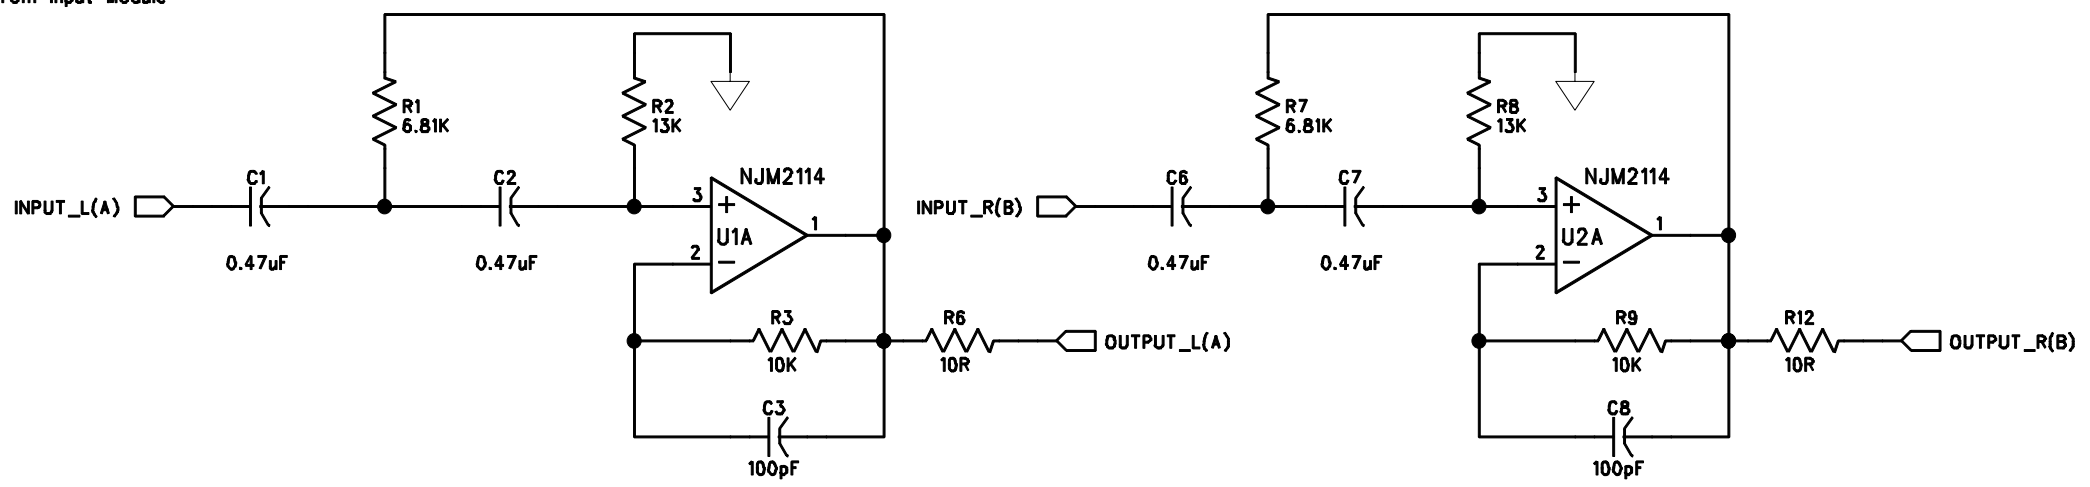 R1
6.81K
R2
13K
C1
0.47uF
C2
0.47uF
INPUT_L(A)
NJM2114
3
+
U1A
2
−
1
R3
10K
R6
10R
OUTPUT_L(A)
C3
100pF
R7
6.81K
R8
13K
C6
0.47uF
C7
0.47uF
INPUT_R(B)
NJM2114
3
+
U2A
2
−
1
R9
10K
R12
10R
OUTPUT_R(B)
C8
100pF